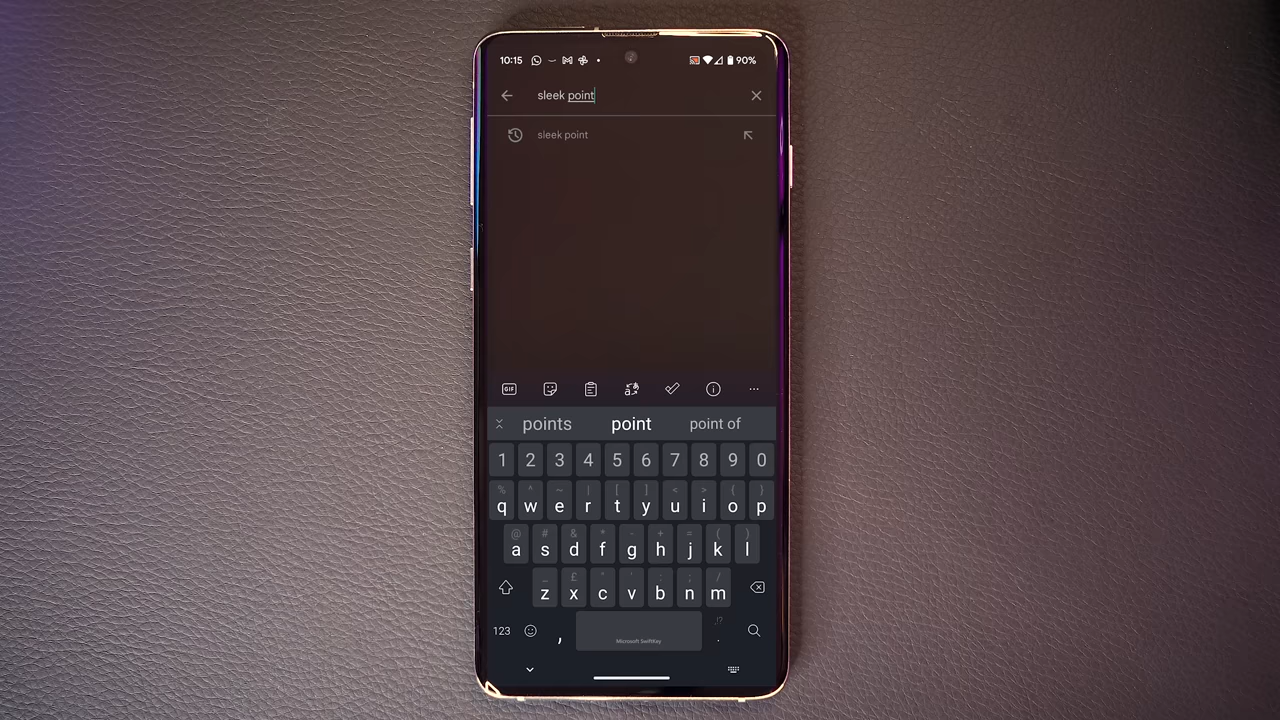 10:15 90%
sleek point
sleek point
GIF
points point point of
1 2 3 4 5 6 7 8 9 0
% ^ ~ | [ ] < > { }
q w e r t y u i o p
@ # & * - + = ( )
a s d f g h j k l
_ £ " ' : ; /
z x c v b n m
123 , Microsoft SwiftKey ,!? .